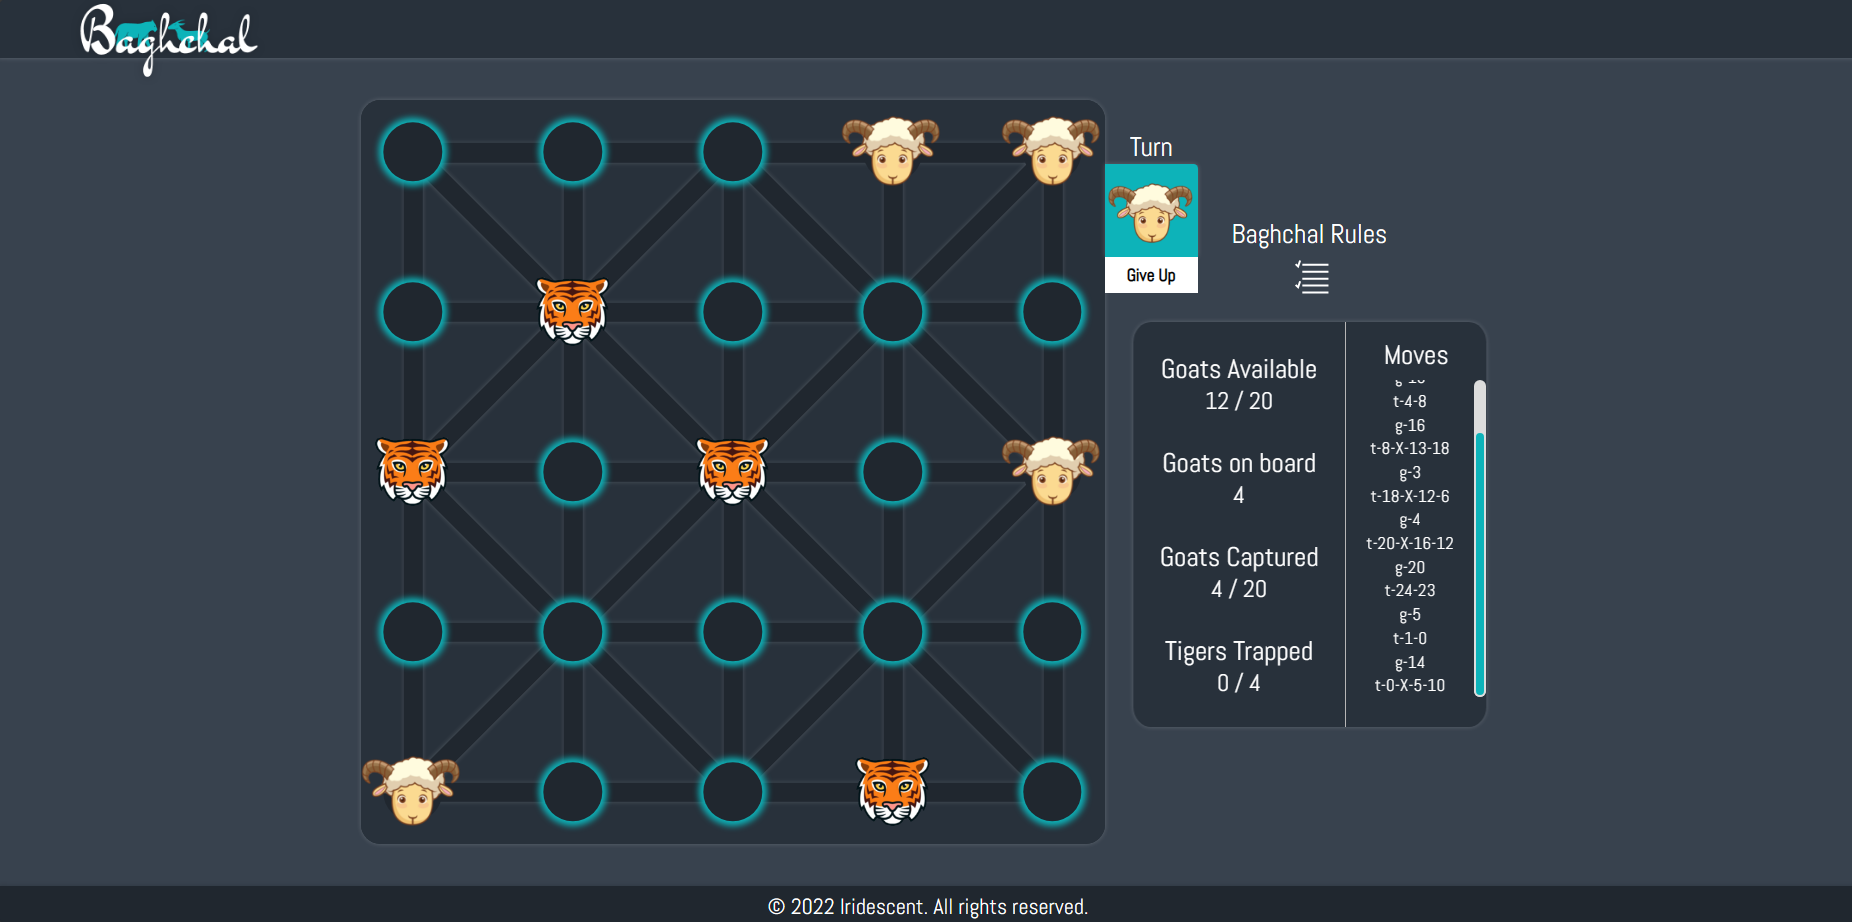 Baghchal
Turn
Give Up
Baghchal Rules
Goats Available
12 / 20
Goats on board
4
Goats Captured
4 / 20
Tigers Trapped
0 / 4
Moves
t-4-8
g-16
t-8-X-13-18
g-3
t-18-X-12-6
g-4
t-20-X-16-12
g-20
t-24-23
g-5
t-1-0
g-14
t-0-X-5-10
© 2022 Iridescent. All rights reserved.